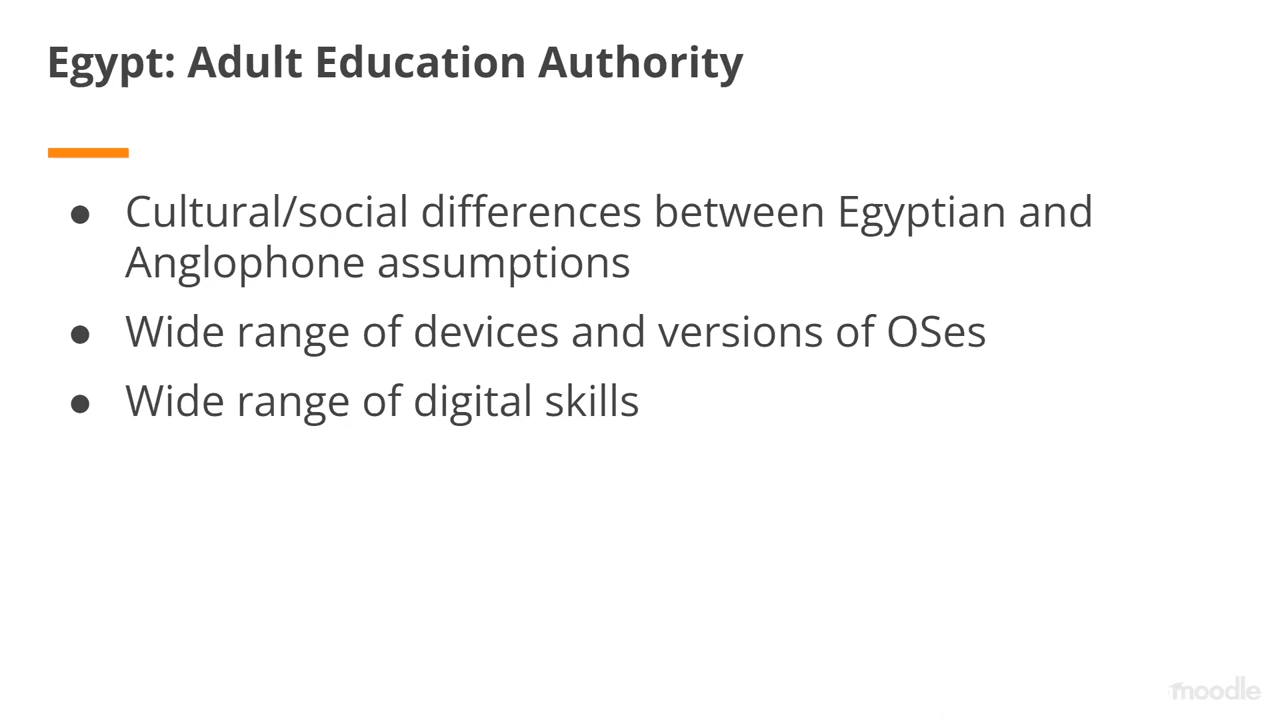 Egypt: Adult Education Authority
● Cultural/social differences between Egyptian and
Anglophone assumptions
● Wide range of devices and versions of OSes
● Wide range of digital skills
moodle